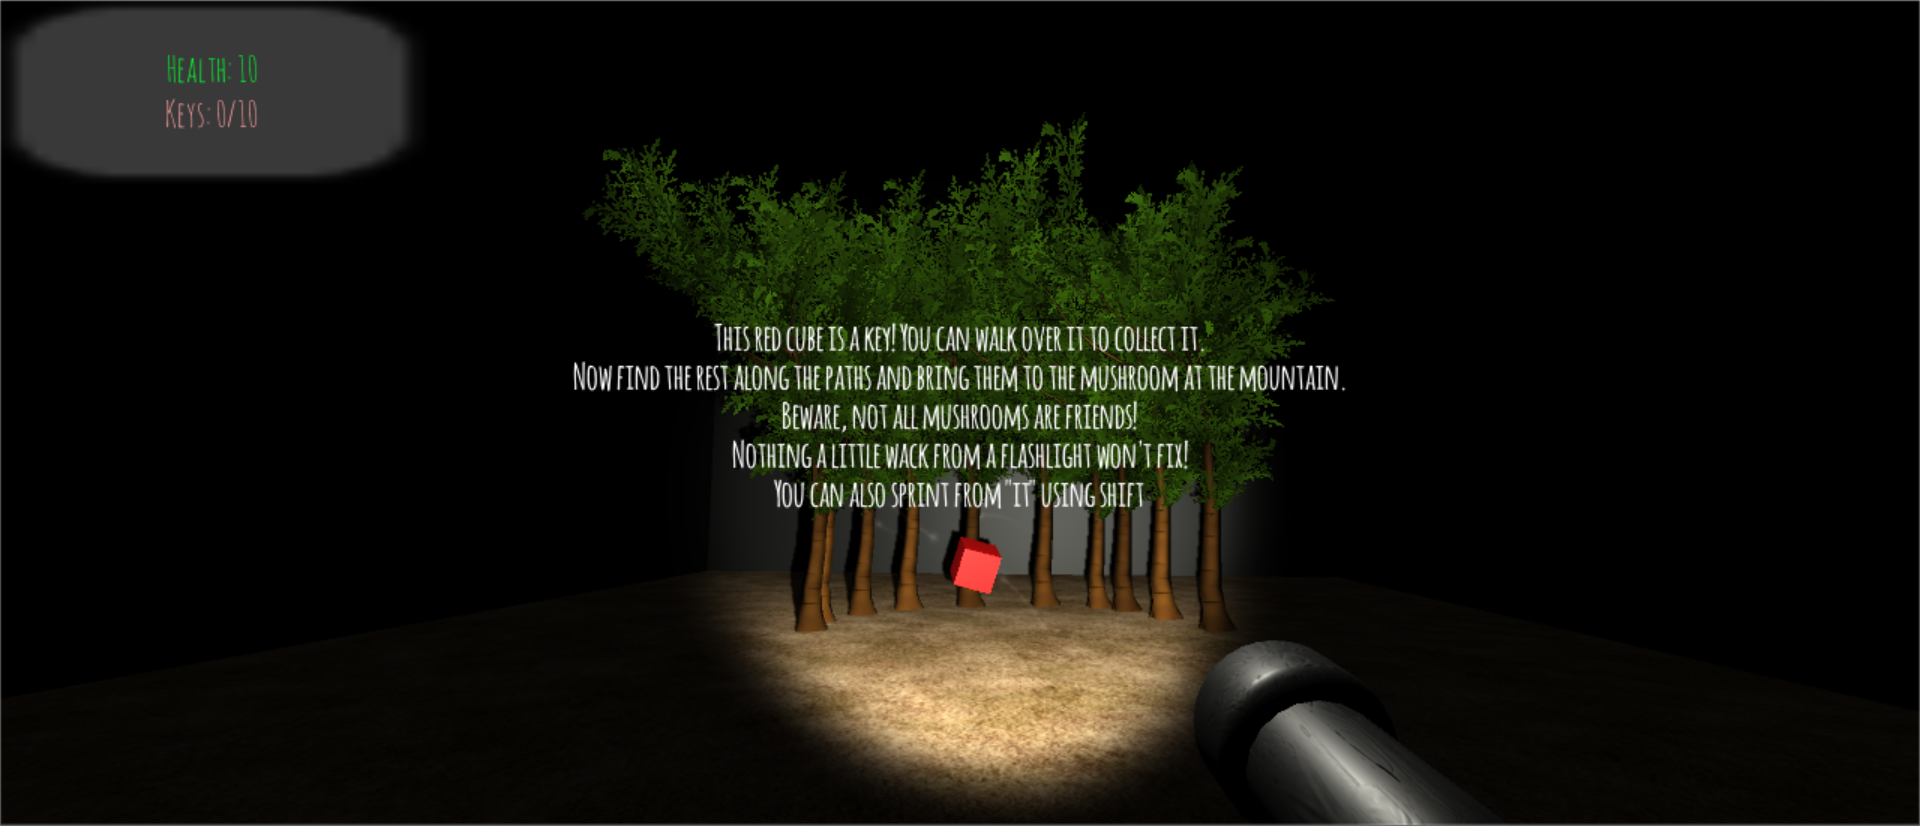 Health: 10
Keys: 0/10
This red cube is a key! You can walk over it to collect it.
Now find the rest along the paths and bring them to the mushroom at the mountain.
Beware, not all mushrooms are friends!
Nothing a little wack from a flashlight won't fix!
You can also sprint from "it" using shift